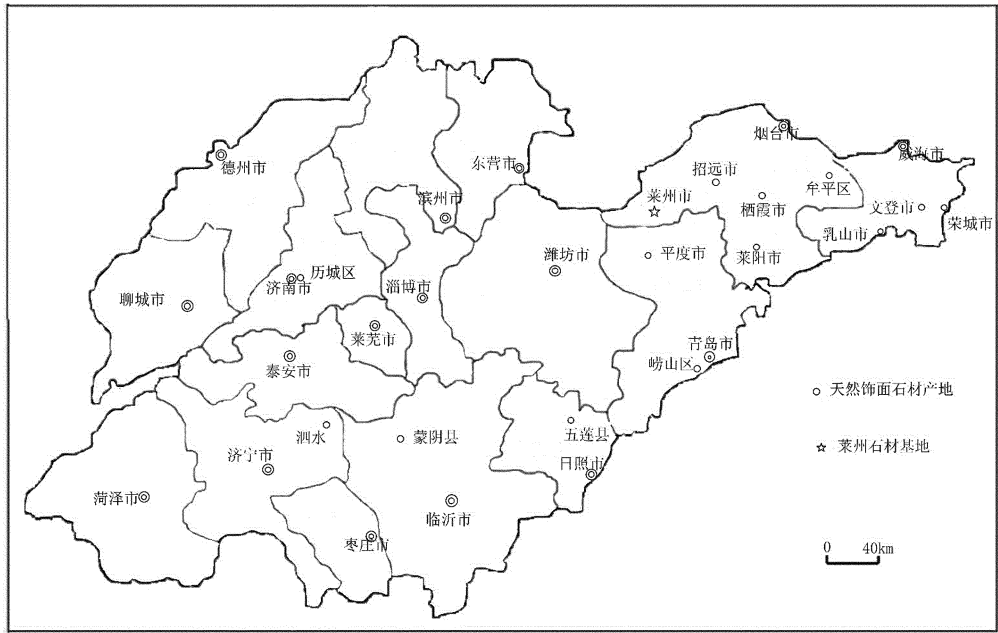 烟台市
威海市
德州市
东营市
招远市
牟平区
莱州市
栖霞市
文登市
荣城市
滨州市
乳山市
莱阳市
潍坊市
平度市
历城区
济南市
淄博市
聊城市
莱芜市
青岛市
崂山区
泰安市
天然饰面石材产地
泗水
蒙阴县
五莲县
莱州石材基地
济宁市
日照市
菏泽市
临沂市
枣庄市
0 40km